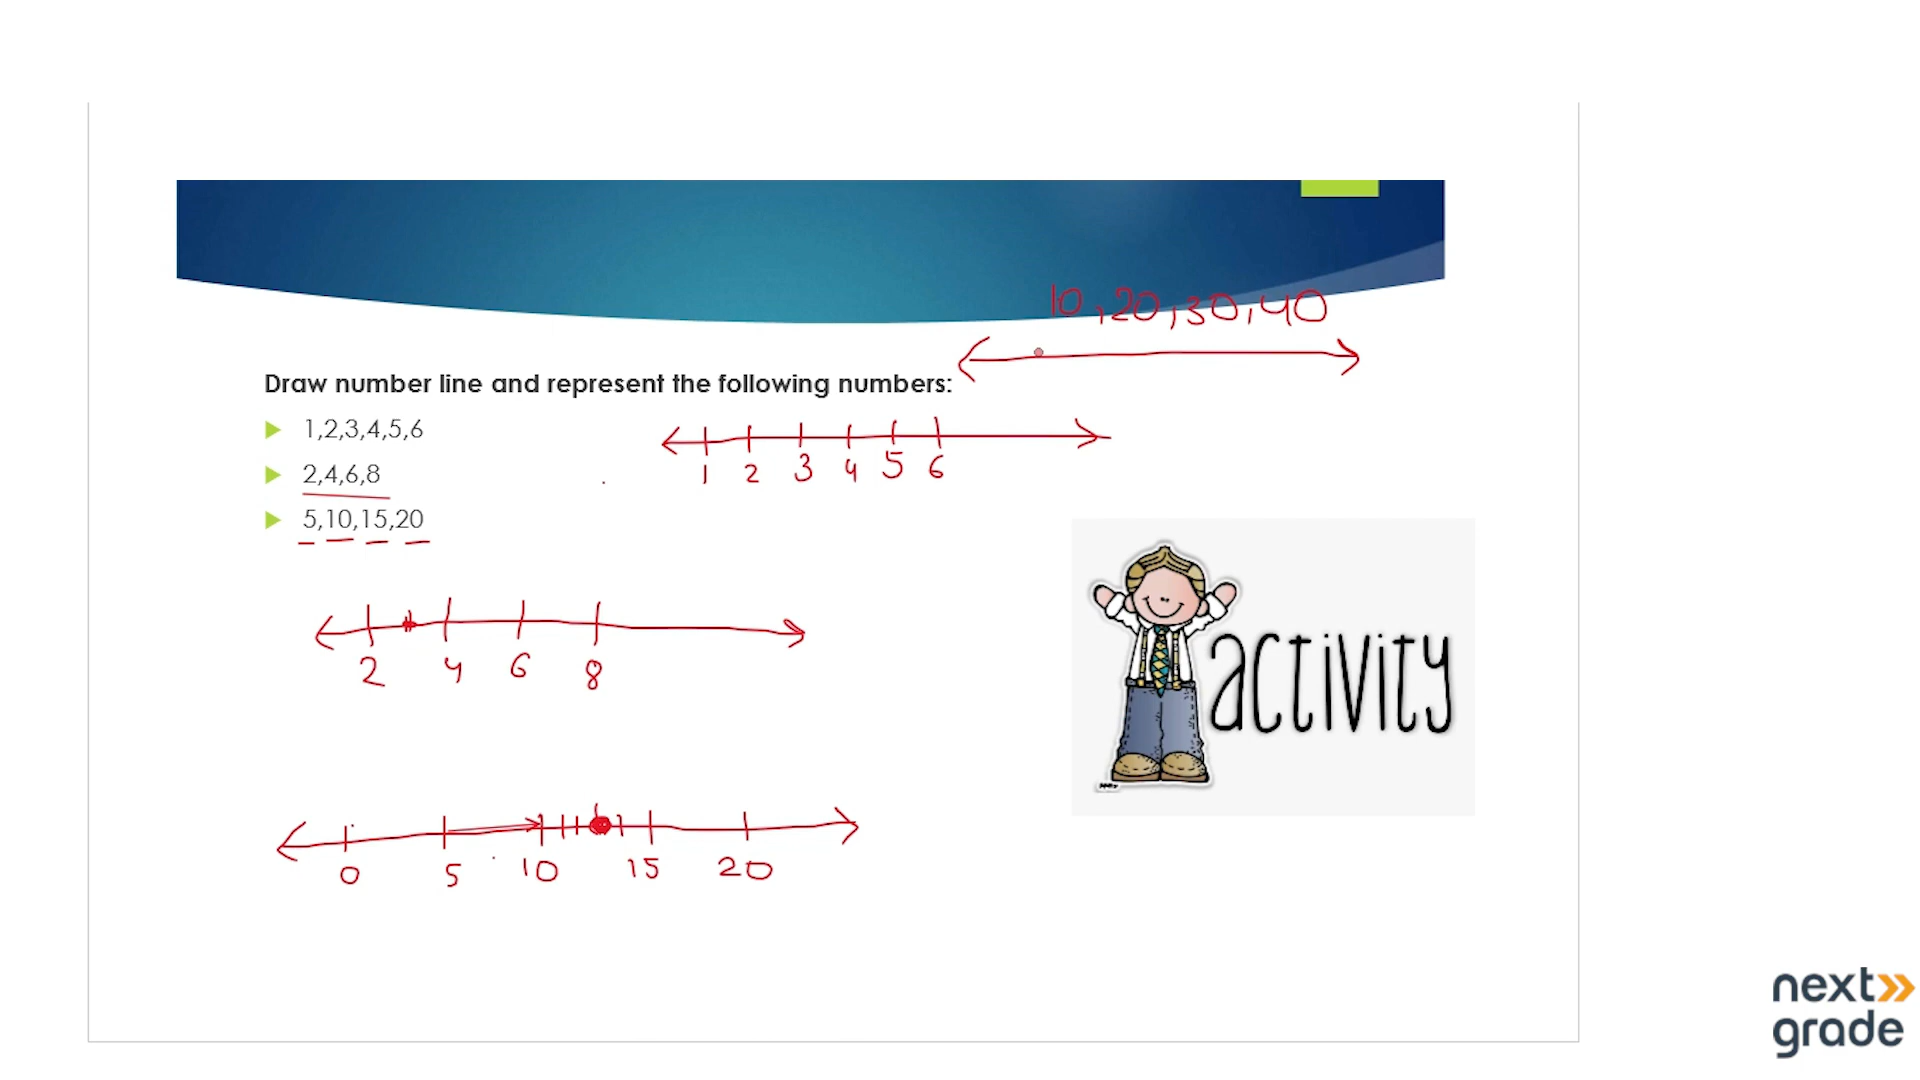 10,20,30,40
Draw number line and represent the following numbers:
1,2,3,4,5,6
1 2 3 4 5 6
2,4,6,8
5,10,15,20
2 4 6 8
activity
0 5 10 15 20
next
grade